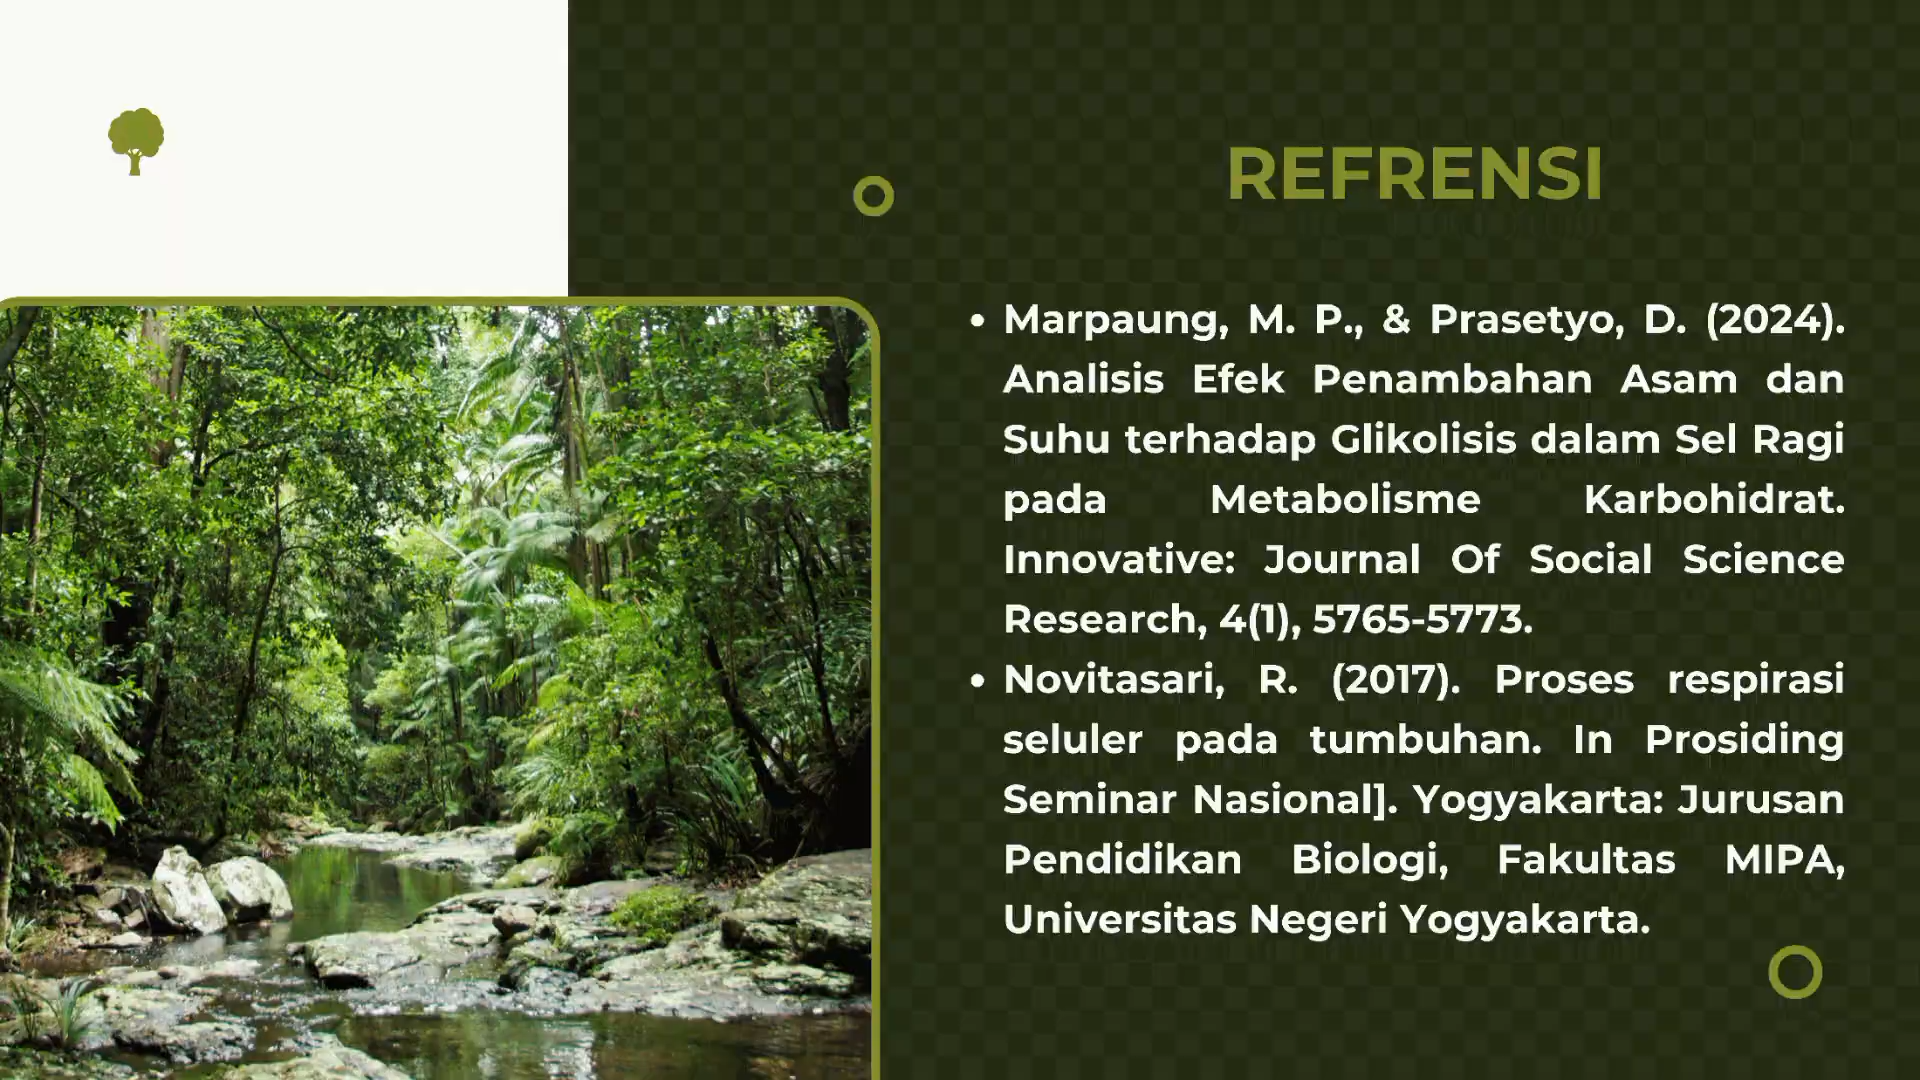 REFRENSI
• Marpaung, M. P., & Prasetyo, D. (2024).
Analisis Efek Penambahan Asam dan
Suhu terhadap Glikolisis dalam Sel Ragi
pada Metabolisme Karbohidrat.
Innovative: Journal Of Social Science
Research, 4(1), 5765-5773.
• Novitasari, R. (2017). Proses respirasi
seluler pada tumbuhan. In Prosiding
Seminar Nasional]. Yogyakarta: Jurusan
Pendidikan Biologi, Fakultas MIPA,
Universitas Negeri Yogyakarta.